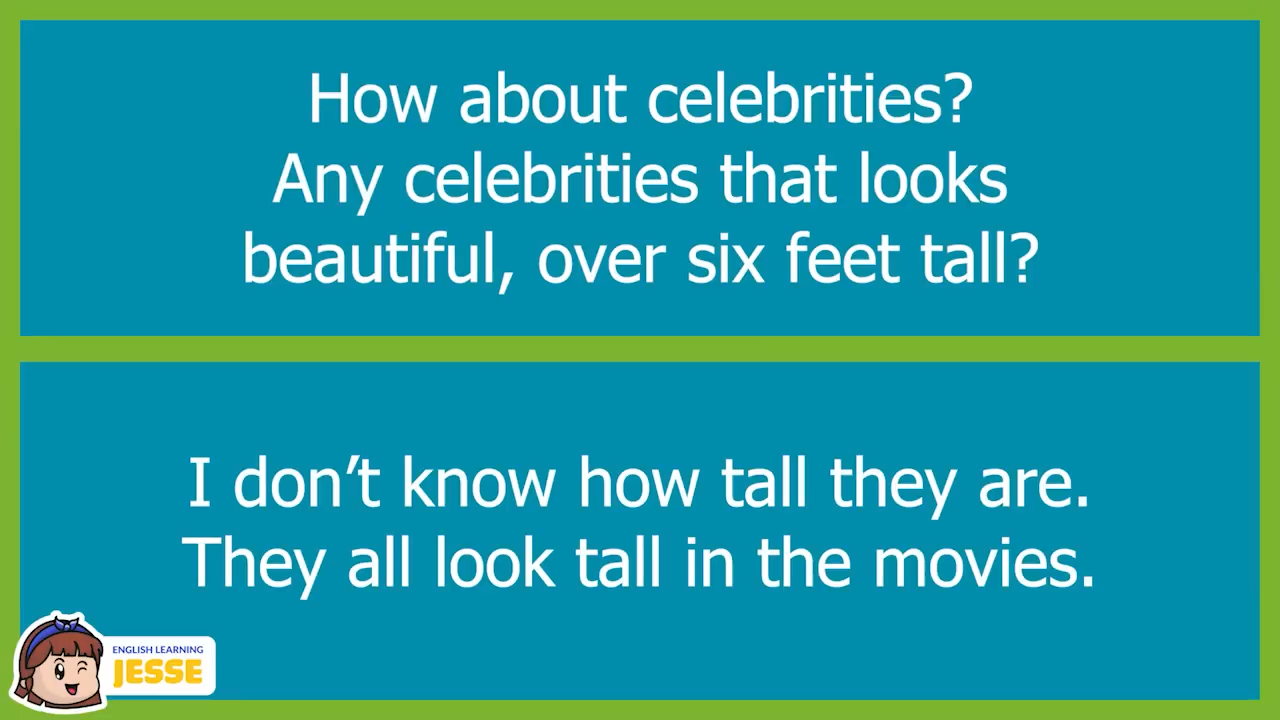 How about celebrities?
Any celebrities that looks
beautiful, over six feet tall?
I don’t know how tall they are.
They all look tall in the movies.
ENGLISH LEARNING
JESSE